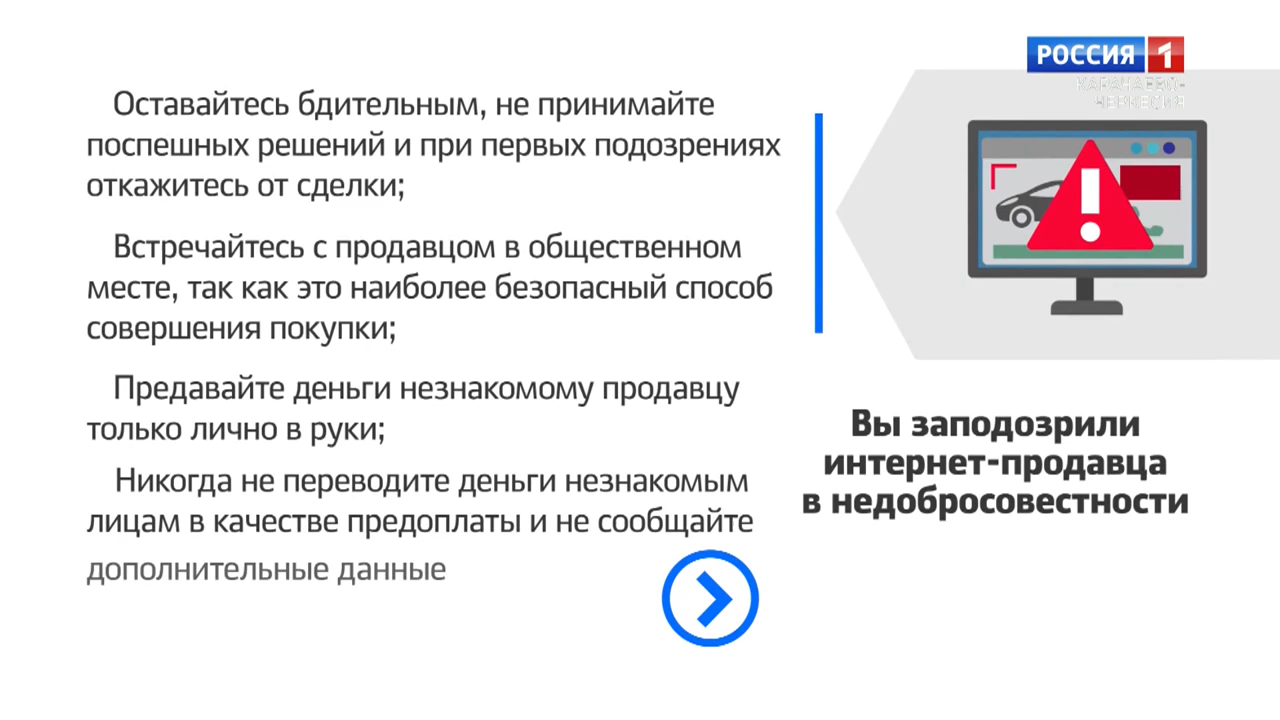 РОССИЯ 1
КАРАЧАЕВО-
ЧЕРКЕСИЯ
Оставайтесь бдительным, не принимайте
поспешных решений и при первых подозрениях
откажитесь от сделки;
Встречайтесь с продавцом в общественном
месте, так как это наиболее безопасный способ
совершения покупки;
Предавайте деньги незнакомому продавцу
только лично в руки;
Никогда не переводите деньги незнакомым
лицам в качестве предоплаты и не сообщайте
дополнительные данные
Вы заподозрили
интернет-продавца
в недобросовестности